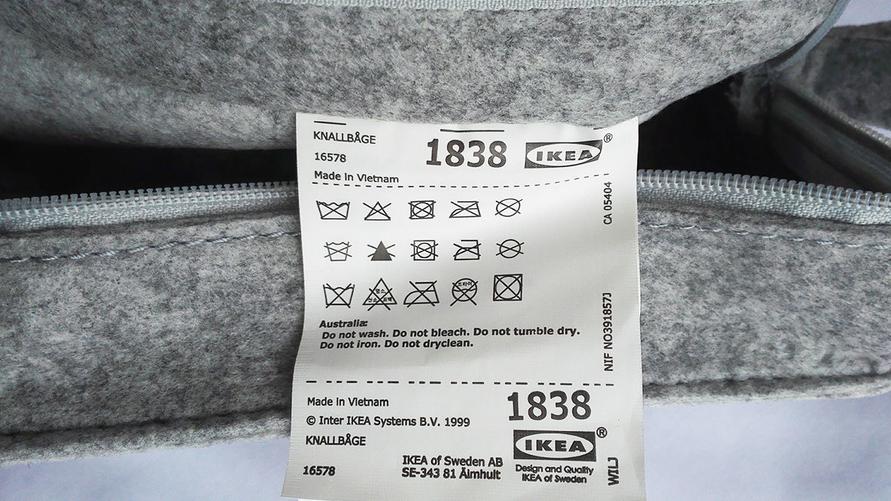 KNALLBÅGE
1838
IKEA®
16578
Made in Vietnam
CA 05404
Australia:
Do not wash. Do not bleach. Do not tumble dry.
Do not iron. Do not dryclean.
NIF NO391857J
Made in Vietnam
1838
© Inter IKEA Systems B.V. 1999
KNALLBÅGE
IKEA®
16578
IKEA of Sweden AB
SE-343 81 Älmhult
Design and Quality
IKEA of Sweden
WILJ